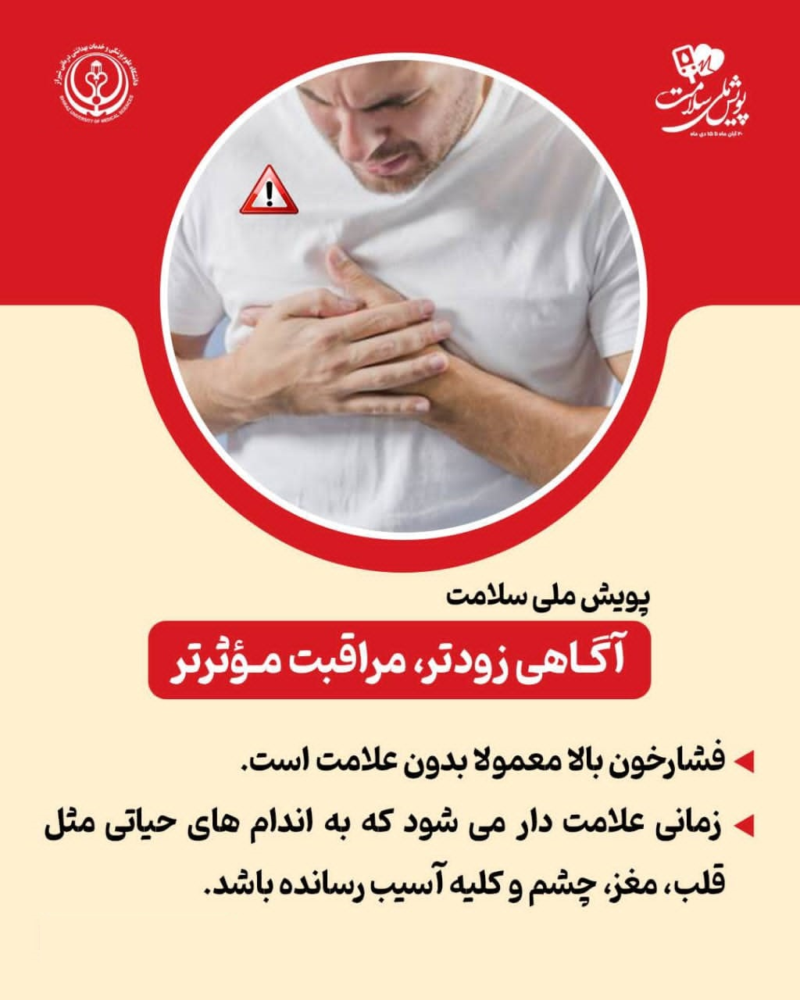 دانشگاه علوم پزشکی و خدمات بهداشتی درمانی شیراز
SHIRAZ UNIVERSITY OF MEDICAL SCIENCES
پویش ملی سلامت
۲۰ آبان ماه تا ۱۵ دی ماه
پویش ملی سلامت
آگاهی زودتر، مراقبت مؤثرتر
فشارخون بالا معمولا بدون علامت است.
زمانی علامت دار می شود که به اندام های حیاتی مثل
قلب، مغز، چشم و کلیه آسیب رسانده باشد.